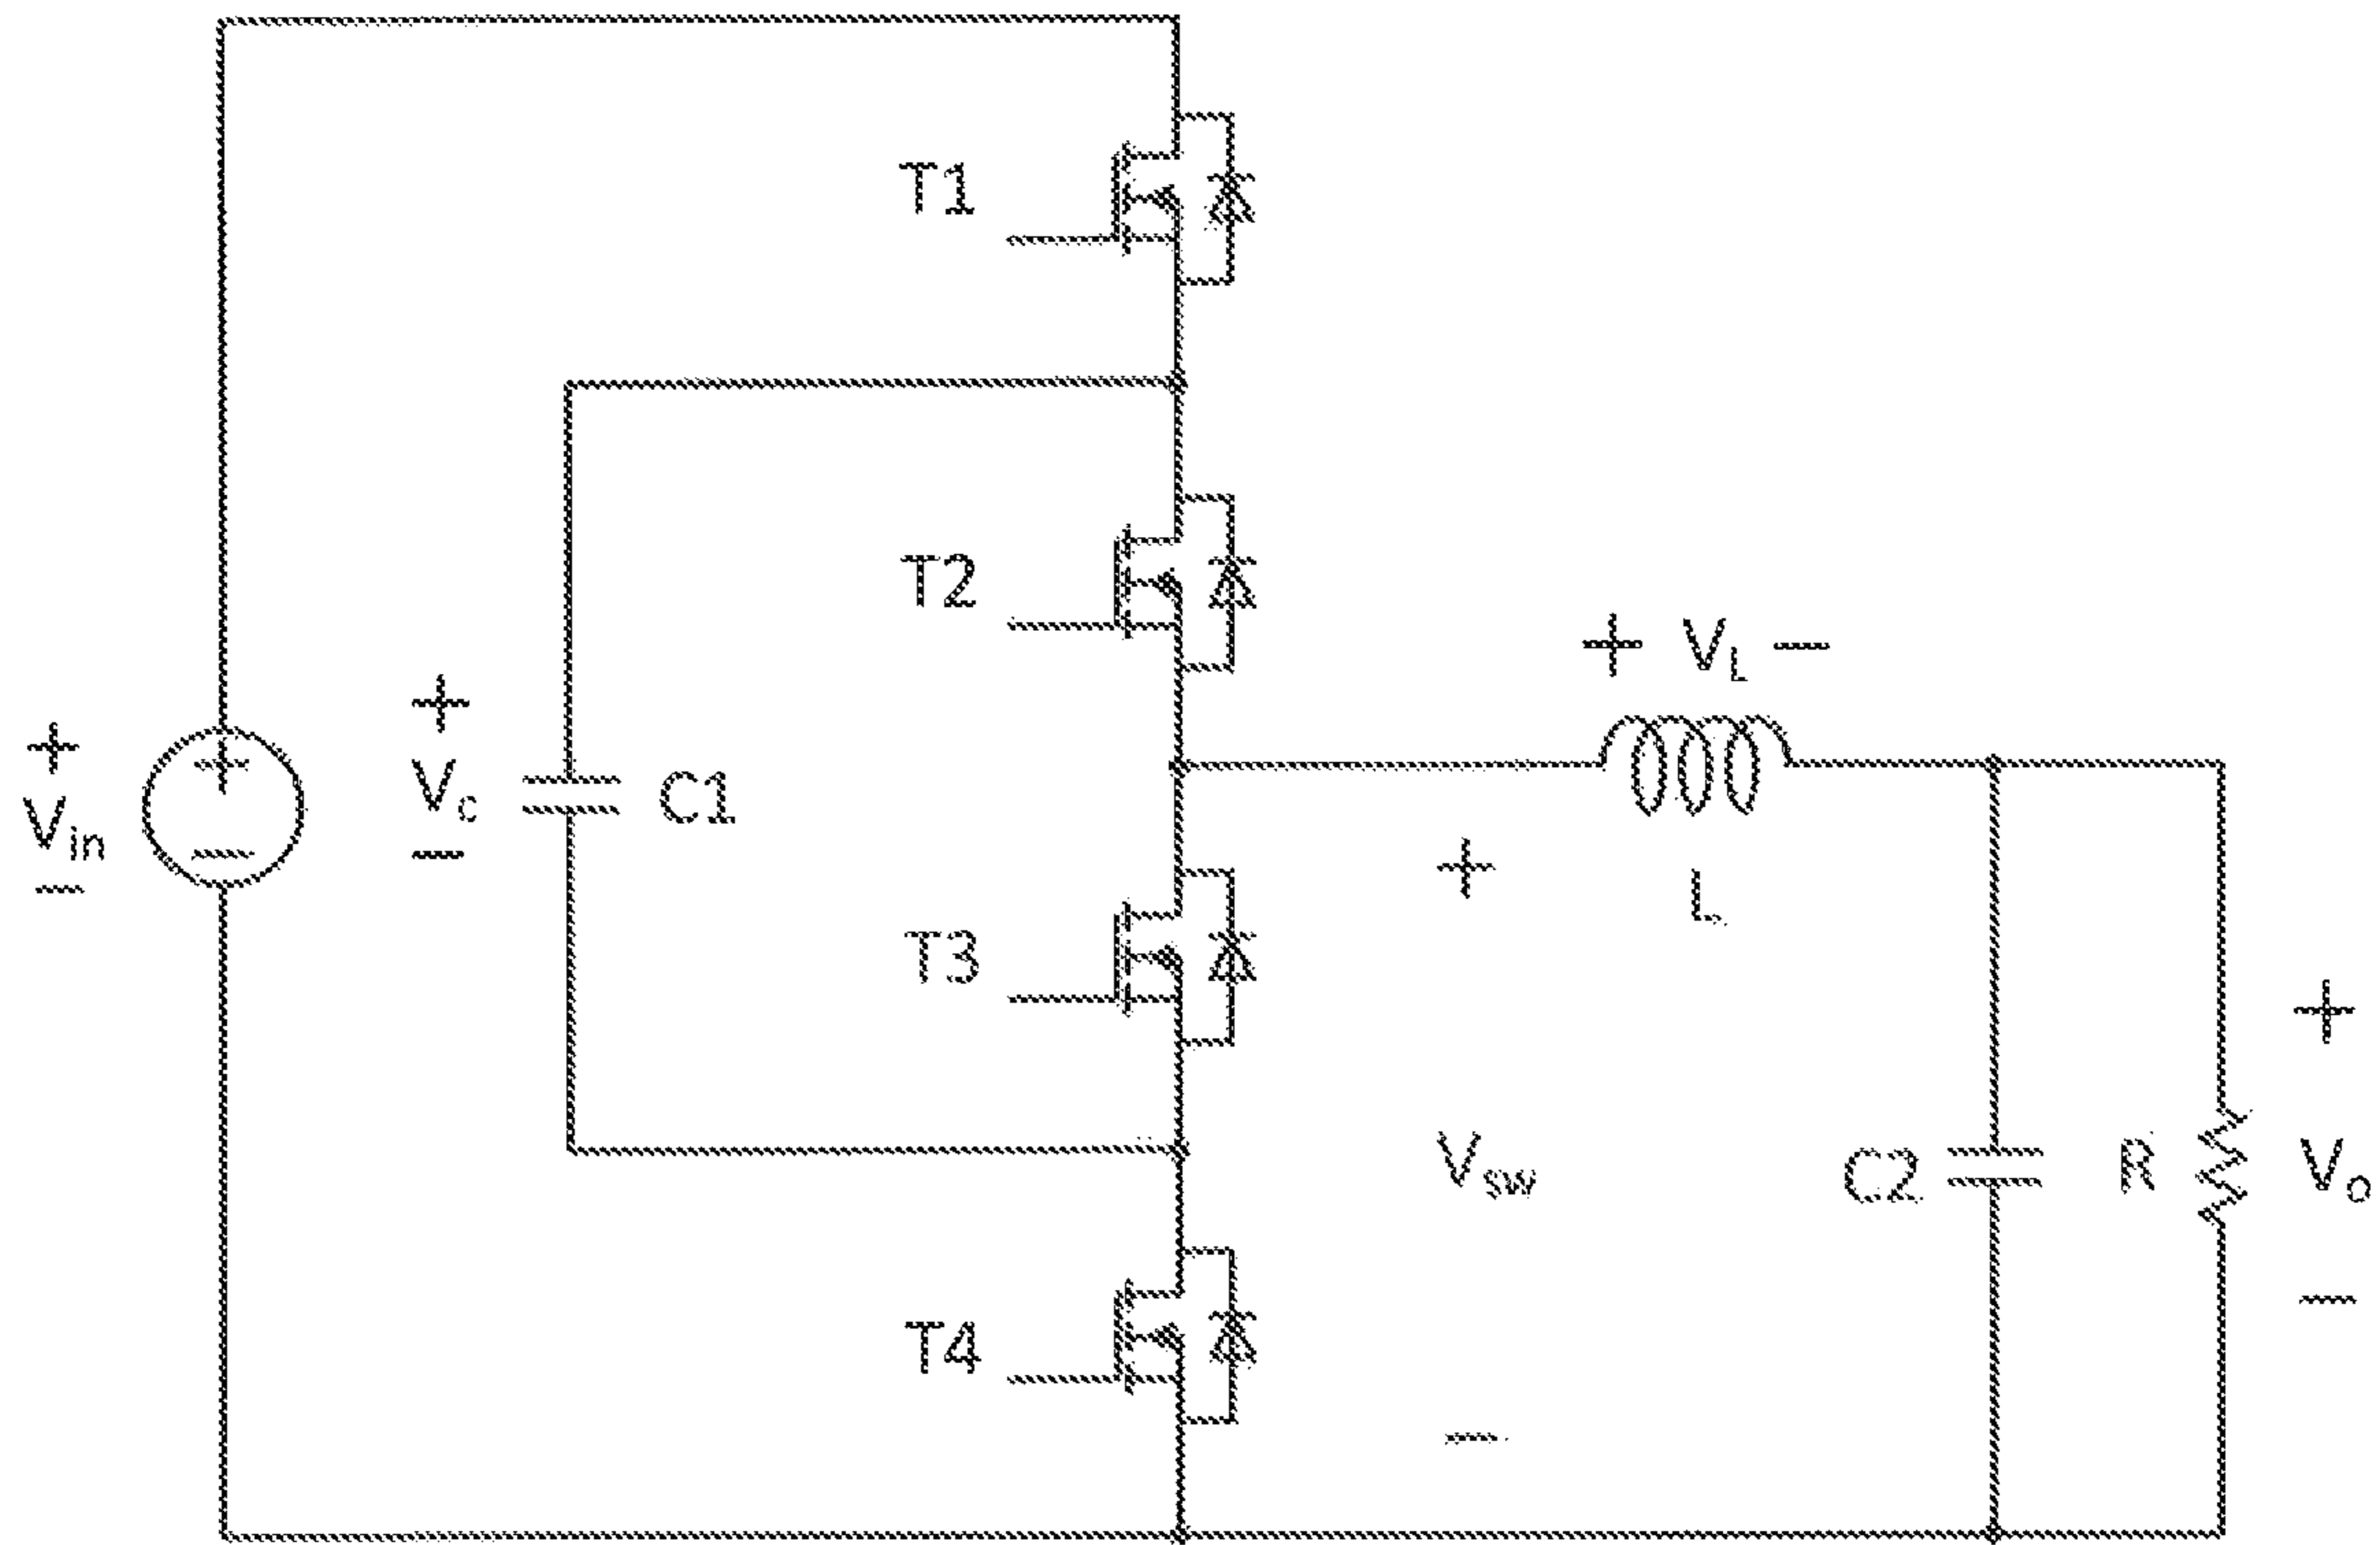 T1
T2
+ V_L −
+
V_in
−
+
V_c
−
C1
L
T3
+
V_sw
−
C2
R
+
V_o
−
T4